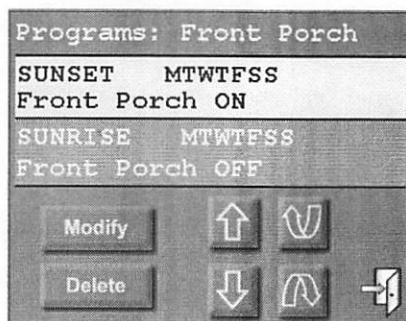 Programs: Front Porch
SUNSET MTWTFSS
Front Porch ON
SUNRISE MTWTFSS
Front Porch OFF
Modify
Delete